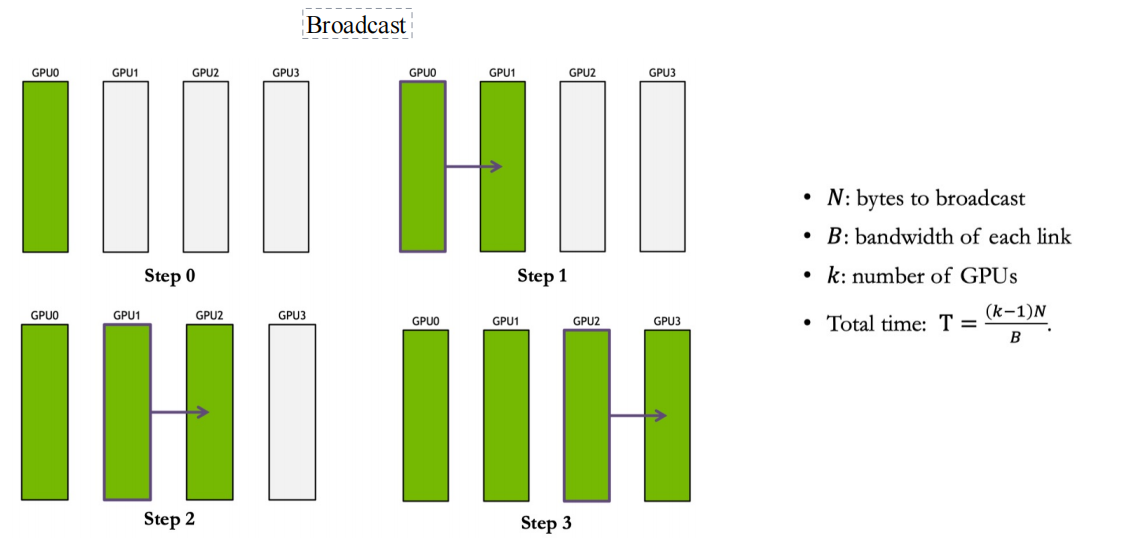 Broadcast
GPU0 GPU1 GPU2 GPU3
Step 0
GPU0 GPU1 GPU2 GPU3
Step 1
GPU0 GPU1 GPU2 GPU3
Step 2
GPU0 GPU1 GPU2 GPU3
Step 3
• N: bytes to broadcast
• B: bandwidth of each link
• k: number of GPUs
• Total time: T = (k−1)N / B.